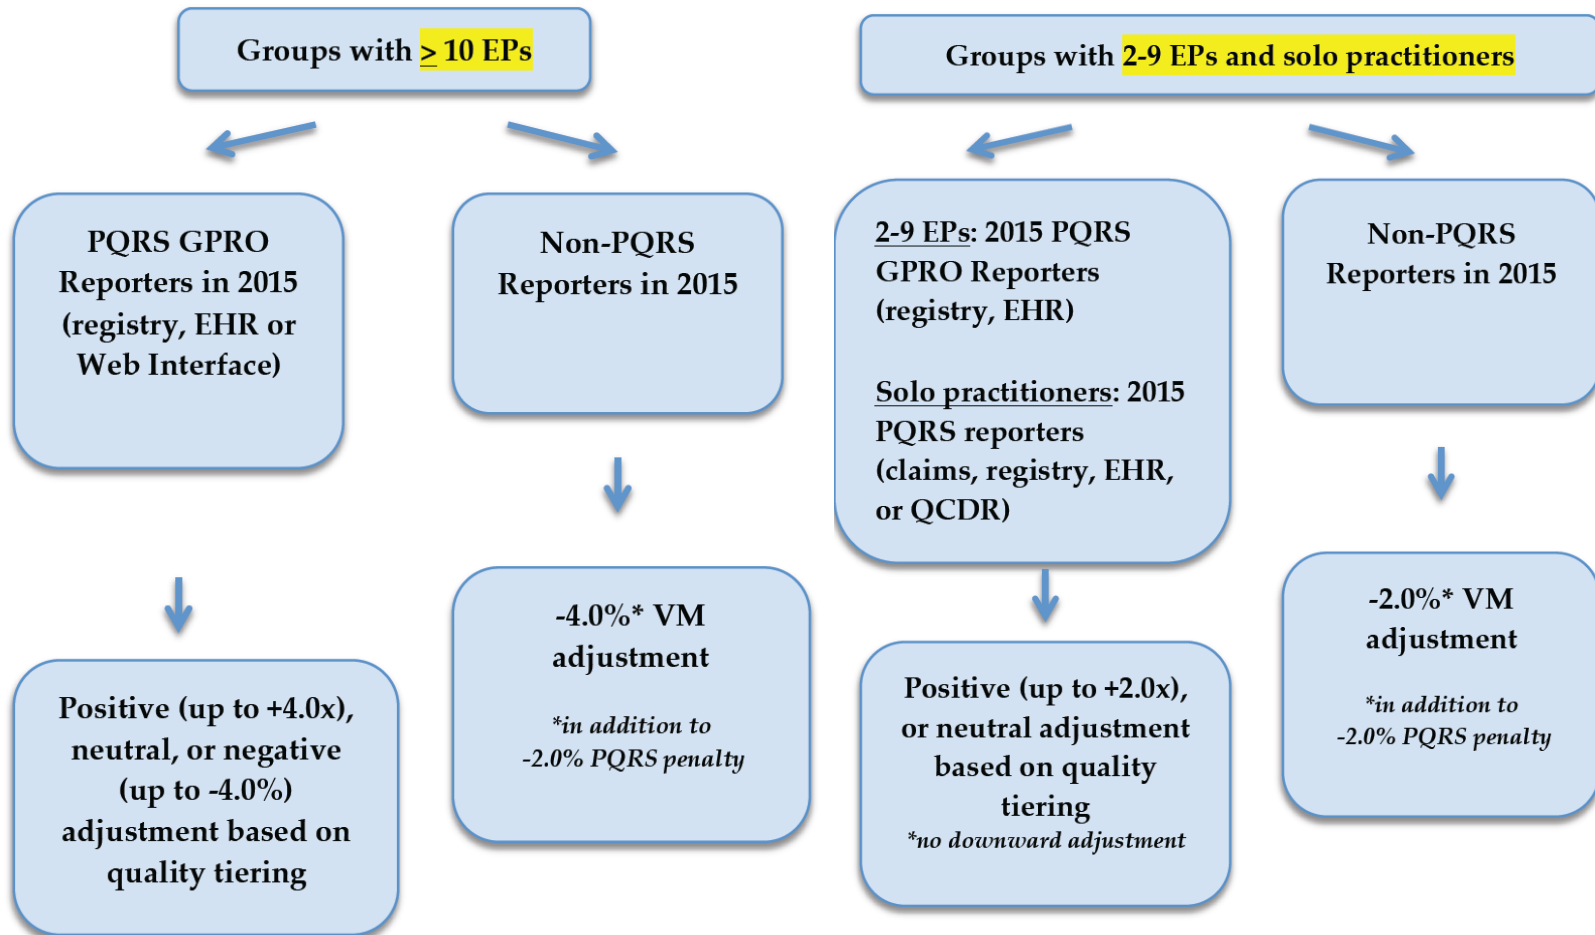 Groups with ≥ 10 EPs
Groups with 2-9 EPs and solo practitioners
PQRS GPRO
Reporters in 2015
(registry, EHR or
Web Interface)
Non-PQRS
Reporters in 2015
2-9 EPs: 2015 PQRS
GPRO Reporters
(registry, EHR)
Solo practitioners: 2015
PQRS reporters
(claims, registry, EHR,
or QCDR)
Non-PQRS
Reporters in 2015
Positive (up to +4.0x),
neutral, or negative
(up to -4.0%)
adjustment based on
quality tiering
-4.0%* VM
adjustment
*in addition to
-2.0% PQRS penalty
Positive (up to +2.0x),
or neutral adjustment
based on quality
tiering
*no downward adjustment
-2.0%* VM
adjustment
*in addition to
-2.0% PQRS penalty